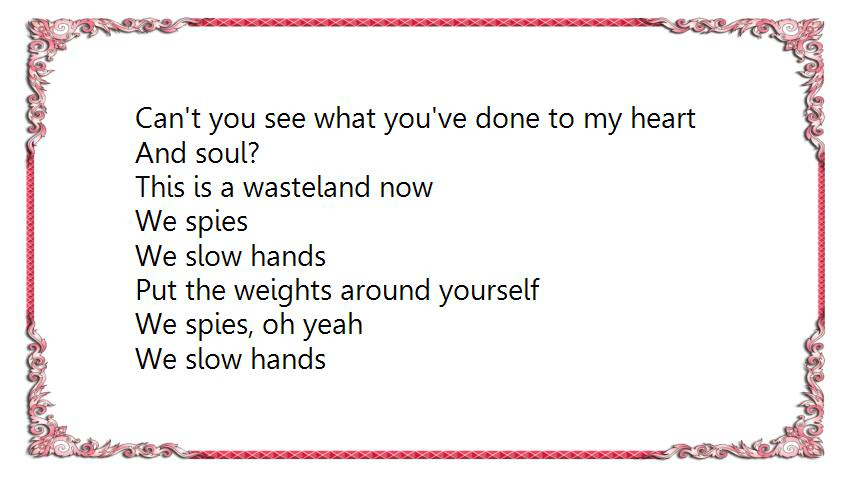 Can't you see what you've done to my heart
And soul?
This is a wasteland now
We spies
We slow hands
Put the weights around yourself
We spies, oh yeah
We slow hands